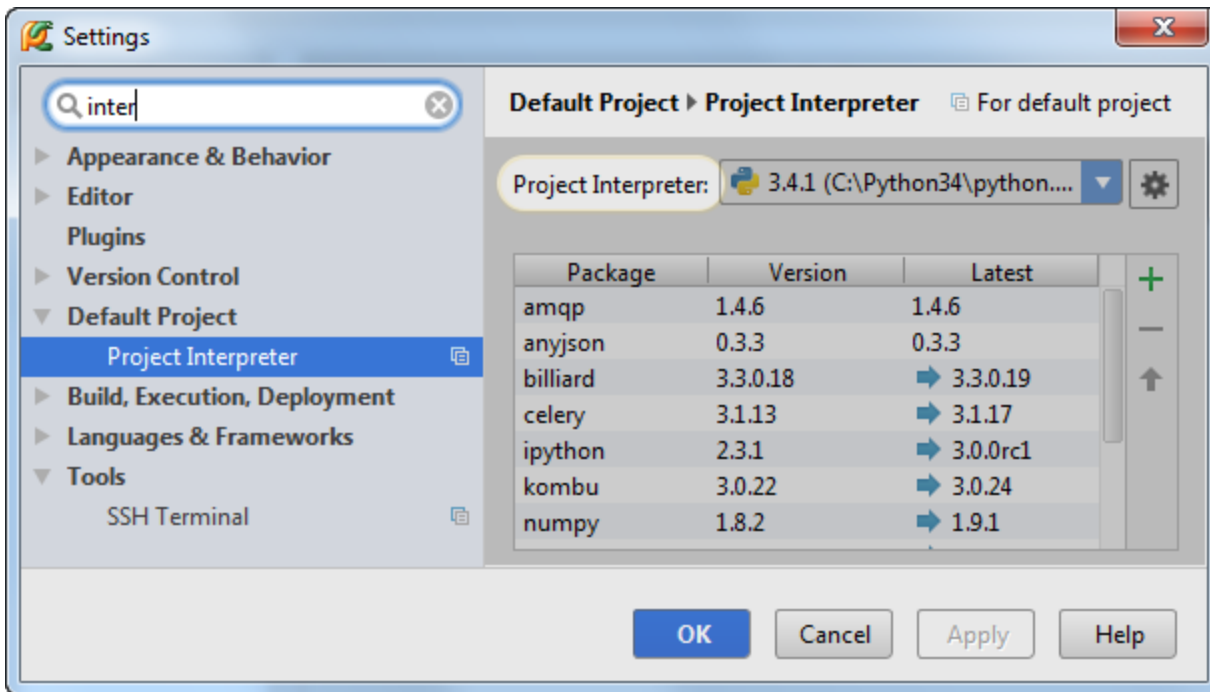 Settings
inter
Appearance & Behavior
Editor
Plugins
Version Control
Default Project
Project Interpreter
Build, Execution, Deployment
Languages & Frameworks
Tools
SSH Terminal
Default Project Project Interpreter For default project
Project Interpreter: 3.4.1 (C:\Python34\python....
Package Version Latest
amqp 1.4.6 1.4.6
anyjson 0.3.3 0.3.3
billiard 3.3.0.18 3.3.0.19
celery 3.1.13 3.1.17
ipython 2.3.1 3.0.0rc1
kombu 3.0.22 3.0.24
numpy 1.8.2 1.9.1
OK Cancel Apply Help